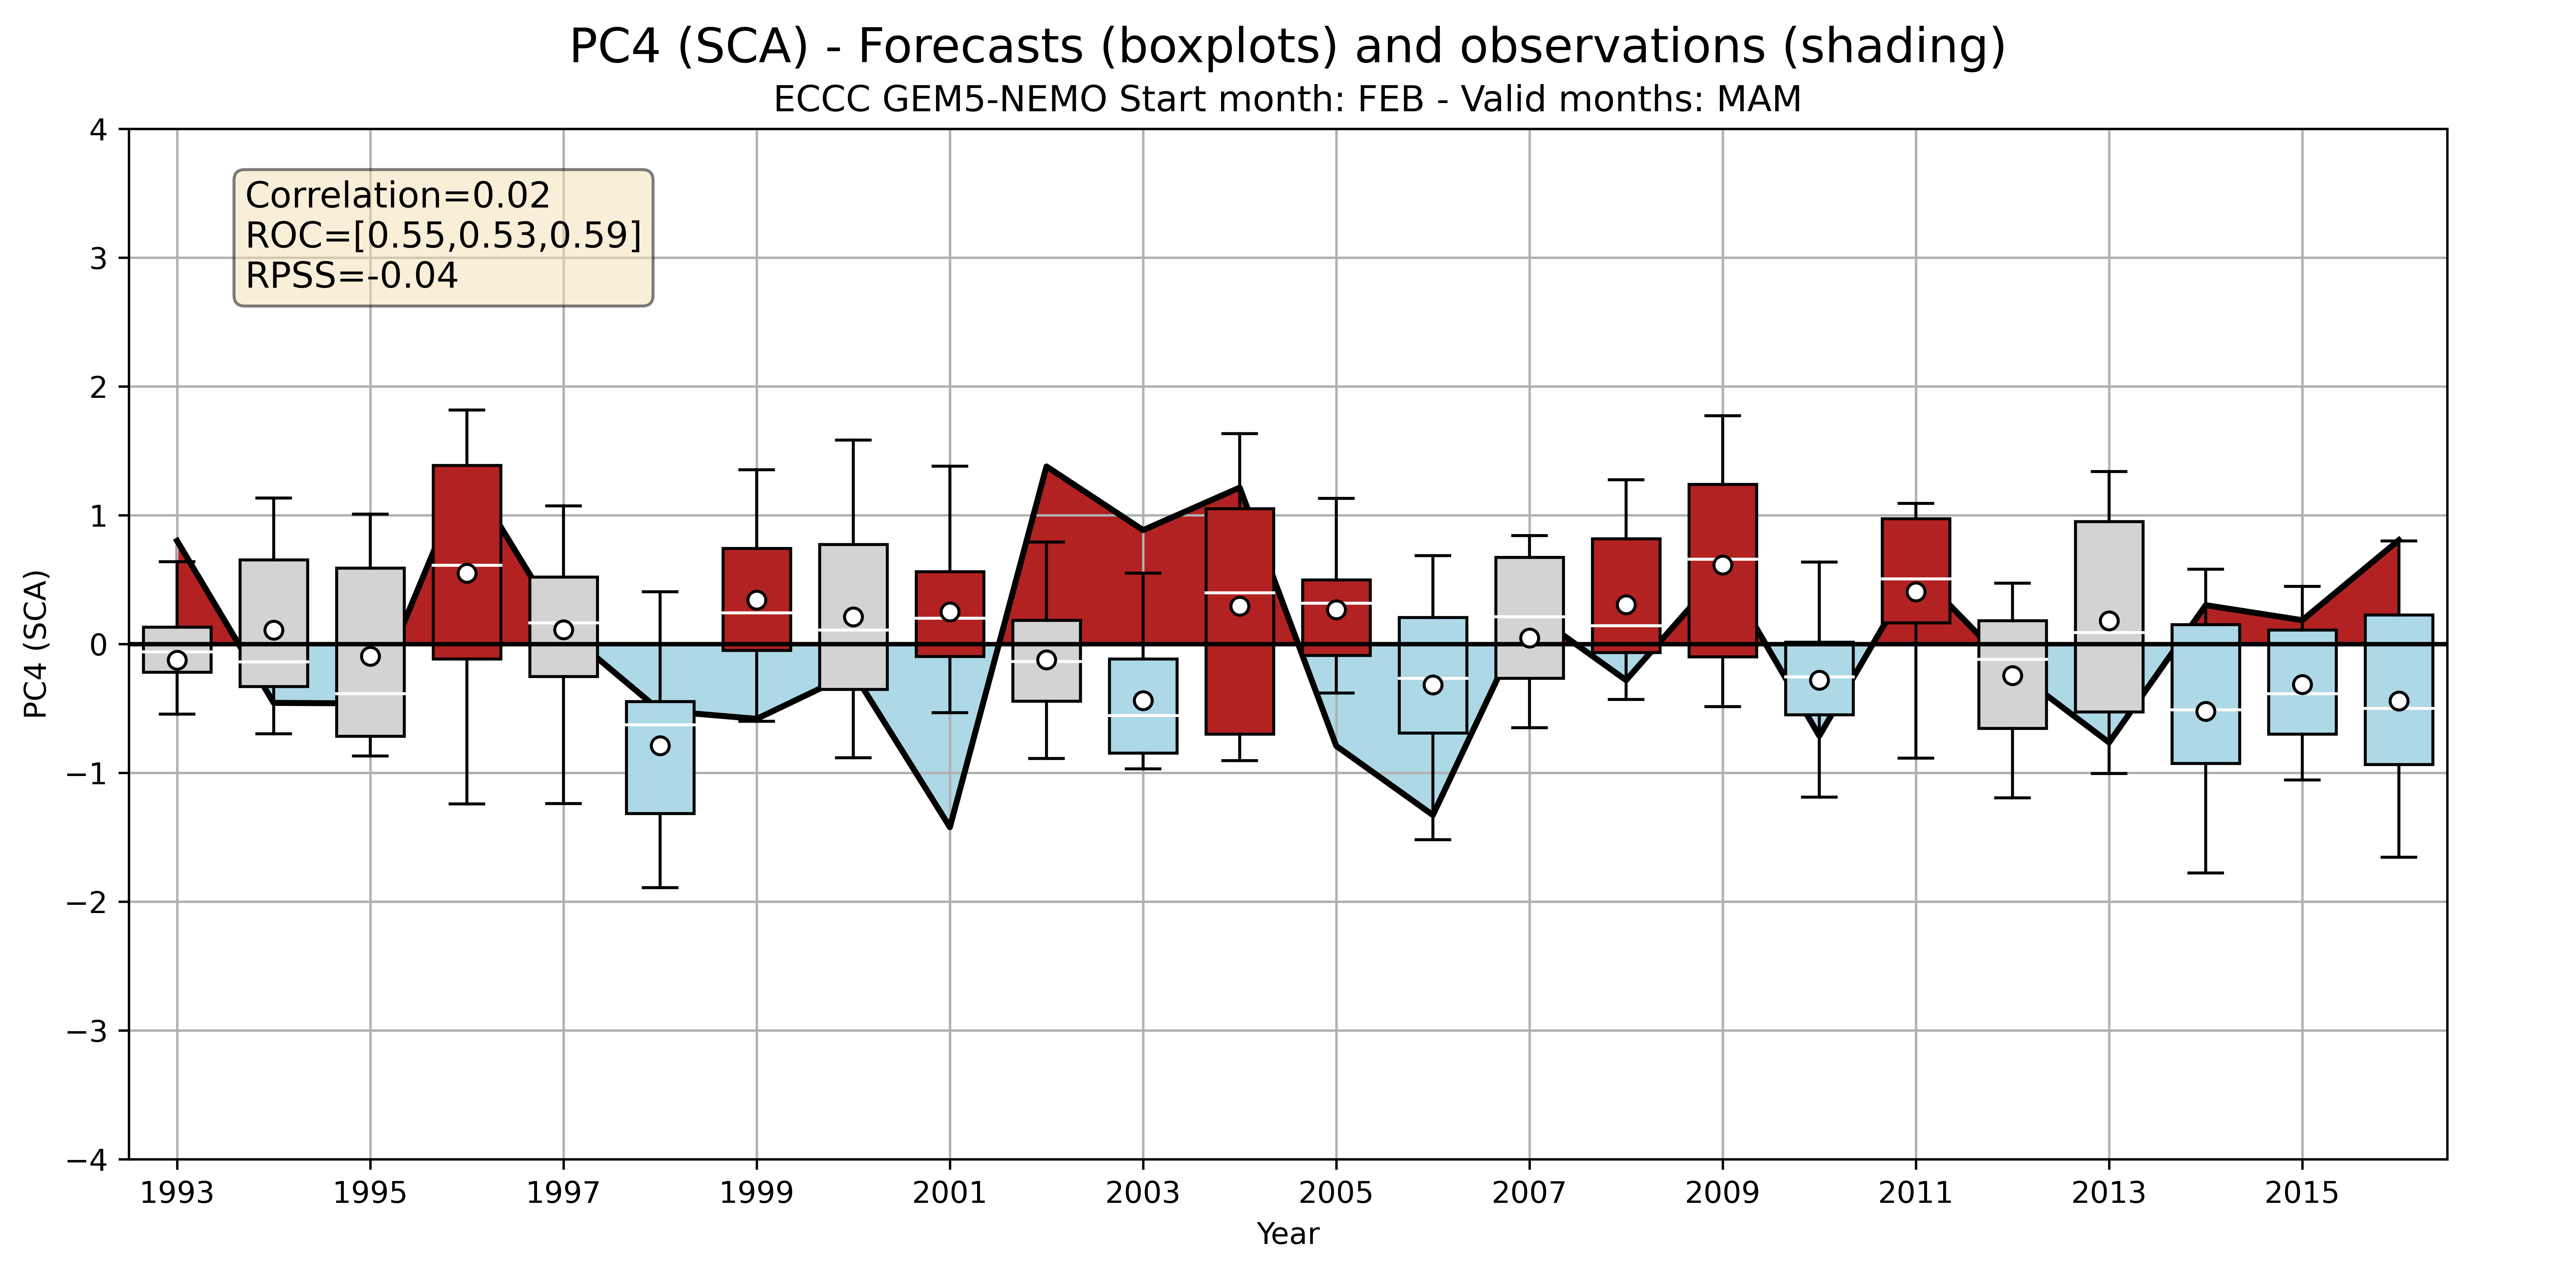 PC4 (SCA) - Forecasts (boxplots) and observations (shading)
ECCC GEM5-NEMO Start month: FEB - Valid months: MAM
Correlation=0.02
ROC=[0.55,0.53,0.59]
RPSS=-0.04
PC4 (SCA)
4
3
2
1
0
−1
−2
−3
−4
1993 1995 1997 1999 2001 2003 2005 2007 2009 2011 2013 2015
Year